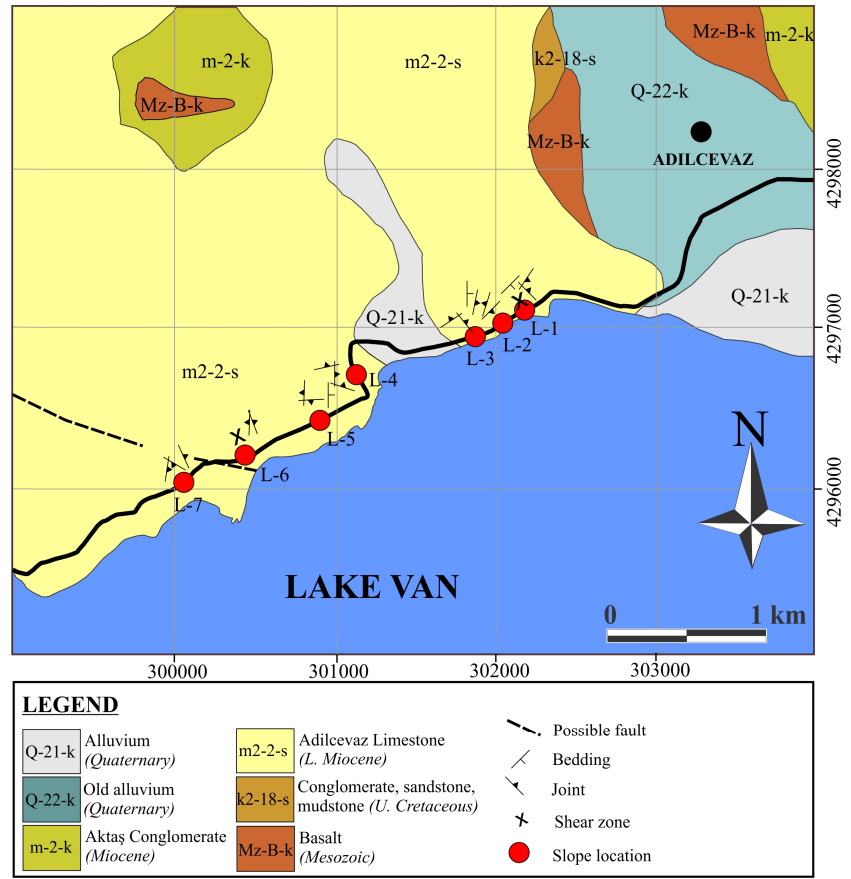 m-2-k
Mz-B-k
m2-2-s
k2-18-s
Mz-B-k
Mz-B-k
m-2-k
Q-22-k
ADILCEVAZ
4298000
Q-21-k
Q-21-k
4297000
L-1
L-2
L-3
m2-2-s
L-4
L-5
L-6
L-7
N
4296000
LAKE VAN
0 1 km
300000 301000 302000 303000
LEGEND
Q-21-k Alluvium
(Quaternary)
Q-22-k Old alluvium
(Quaternary)
m-2-k Aktaş Conglomerate
(Miocene)
m2-2-s Adilcevaz Limestone
(L. Miocene)
k2-18-s Conglomerate, sandstone,
mudstone (U. Cretaceous)
Mz-B-k Basalt
(Mesozoic)
Possible fault
Bedding
Joint
Shear zone
Slope location